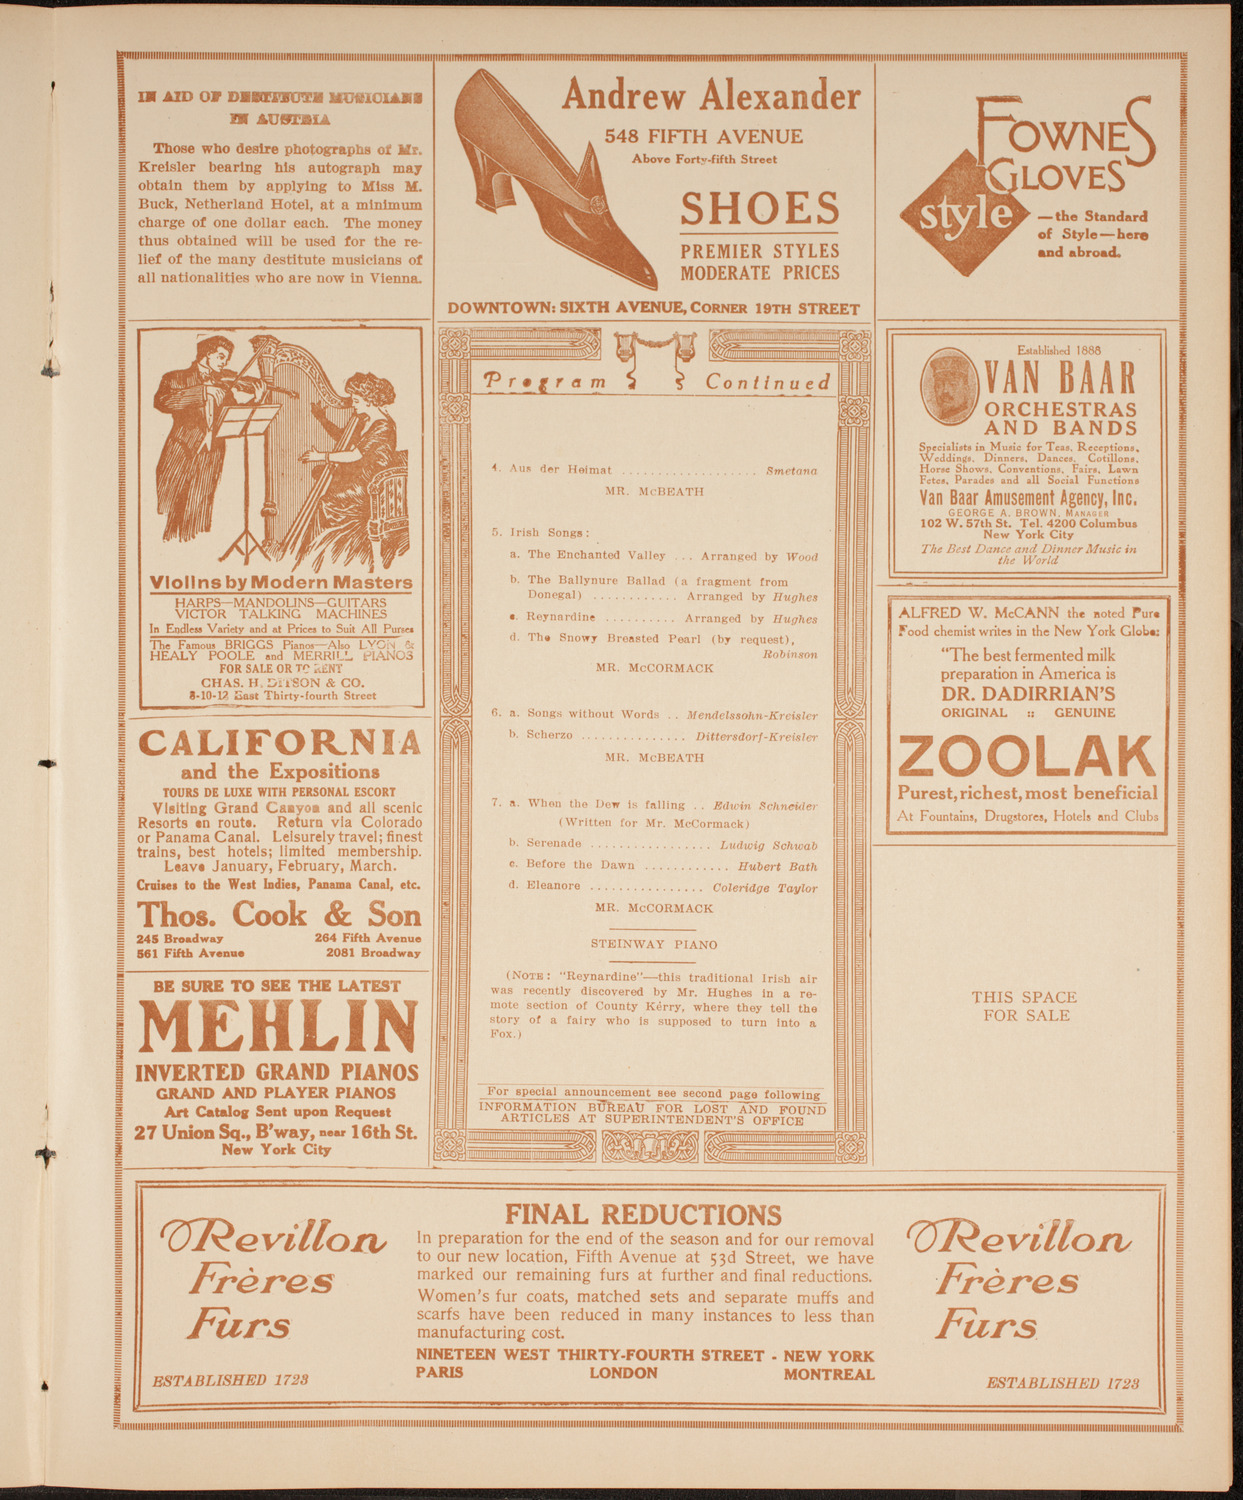 IN AID OF DESTITUTE MUSICIANS
IN AUSTRIA
Those who desire photographs of Mr.
Kreisler bearing his autograph may
obtain them by applying to Miss M.
Buck, Netherland Hotel, at a minimum
charge of one dollar each. The money
thus obtained will be used for the re-
lief of the many destitute musicians of
all nationalities who are now in Vienna.
Andrew Alexander
548 FIFTH AVENUE
Above Forty-fifth Street
SHOES
PREMIER STYLES
MODERATE PRICES
DOWNTOWN: SIXTH AVENUE, CORNER 19TH STREET
FOWNES
GLOVES
style
—the Standard
of Style—here
and abroad.
Violins by Modern Masters
HARPS—MANDOLINS—GUITARS
VICTOR TALKING MACHINES
In Endless Variety and at Prices to Suit All Purses
The Famous BRIGGS Pianos—Also LYON &
HEALY POOLE and MERRILL PIANOS
FOR SALE OR TO RENT
CHAS. H. DITSON & CO.
8-10-12 East Thirty-fourth Street
CALIFORNIA
and the Expositions
TOURS DE LUXE WITH PERSONAL ESCORT
Visiting Grand Canyon and all scenic
Resorts en route. Return via Colorado
or Panama Canal. Leisurely travel; finest
trains, best hotels; limited membership.
Leave January, February, March.
Cruises to the West Indies, Panama Canal, etc.
Thos. Cook & Son
245 Broadway 264 Fifth Avenue
561 Fifth Avenue 2081 Broadway
BE SURE TO SEE THE LATEST
MEHLIN
INVERTED GRAND PIANOS
GRAND AND PLAYER PIANOS
Art Catalog Sent upon Request
27 Union Sq., B'way, near 16th St.
New York City
Program Continued
4. Aus der Heimat ..................... Smetana
MR. McBEATH
5. Irish Songs:
a. The Enchanted Valley ... Arranged by Wood
b. The Ballynure Ballad (a fragment from
Donegal) ............ Arranged by Hughes
c. Reynardine .......... Arranged by Hughes
d. The Snowy Breasted Pearl (by request),
Robinson
MR. McCORMACK
6. a. Songs without Words .. Mendelssohn-Kreisler
b. Scherzo ............... Dittersdorf-Kreisler
MR. McBEATH
7. a. When the Dew is falling .. Edwin Schneider
(Written for Mr. McCormack)
b. Serenade ................. Ludwig Schwab
c. Before the Dawn ............ Hubert Bath
d. Eleanore ................ Coleridge Taylor
MR. McCORMACK
STEINWAY PIANO
(NOTE: "Reynardine"—this traditional Irish air
was recently discovered by Mr. Hughes in a re-
mote section of County Kerry, where they tell the
story of a fairy who is supposed to turn into a
Fox.)
For special announcement see second page following
INFORMATION BUREAU FOR LOST AND FOUND
ARTICLES AT SUPERINTENDENT'S OFFICE
Established 1888
VAN BAAR
ORCHESTRAS
AND BANDS
Specialists in Music for Teas, Receptions,
Weddings, Dinners, Dances, Cotillons,
Horse Shows, Conventions, Fairs, Lawn
Fetes, Parades and all Social Functions
Van Baar Amusement Agency, Inc.
GEORGE A. BROWN, MANAGER
102 W. 57th St. Tel. 4200 Columbus
New York City
The Best Dance and Dinner Music in
the World
ALFRED W. McCANN the noted Pure
Food chemist writes in the New York Globe:
"The best fermented milk
preparation in America is
DR. DADIRRIAN'S
ORIGINAL :: GENUINE
ZOOLAK
Purest, richest, most beneficial
At Fountains, Drugstores, Hotels and Clubs
THIS SPACE
FOR SALE
Revillon
Frères
Furs
ESTABLISHED 1723
FINAL REDUCTIONS
In preparation for the end of the season and for our removal
to our new location, Fifth Avenue at 53d Street, we have
marked our remaining furs at further and final reductions.
Women's fur coats, matched sets and separate muffs and
scarfs have been reduced in many instances to less than
manufacturing cost.
NINETEEN WEST THIRTY-FOURTH STREET - NEW YORK
PARIS LONDON MONTREAL
Revillon
Frères
Furs
ESTABLISHED 1723